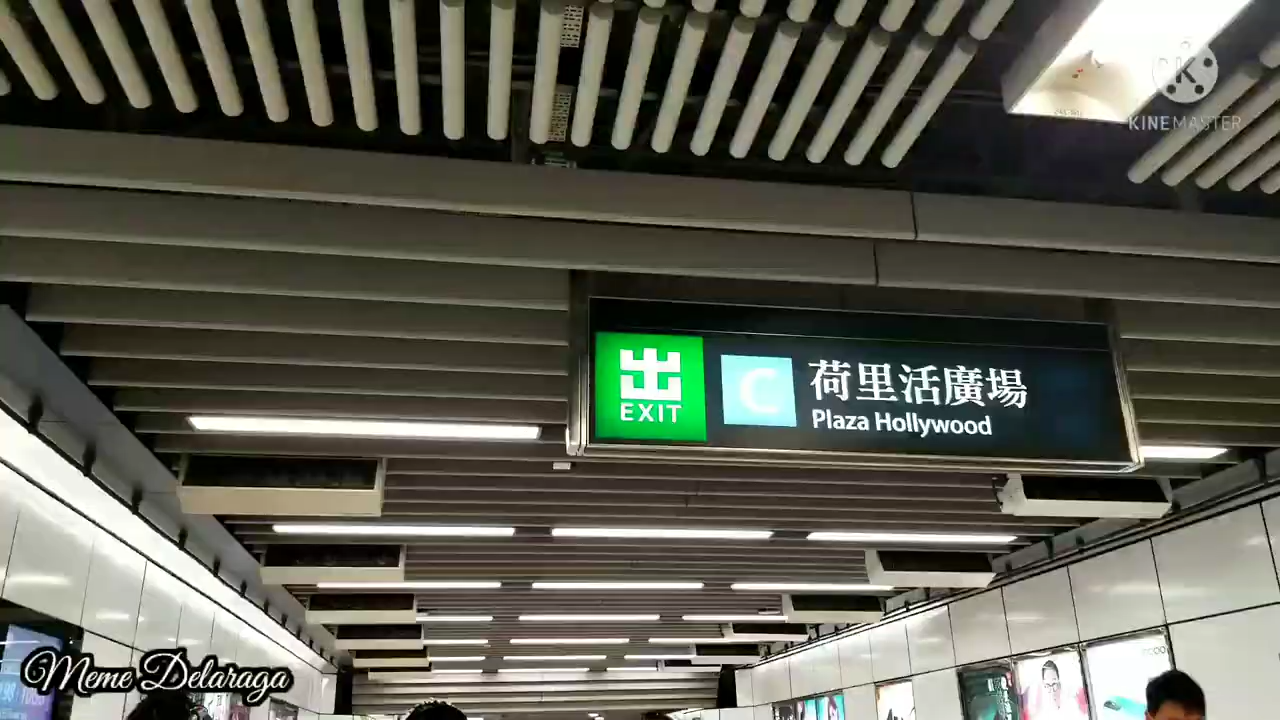 KINEMASTER
出
EXIT
C
荷里活廣場
Plaza Hollywood
Meme Delaraga